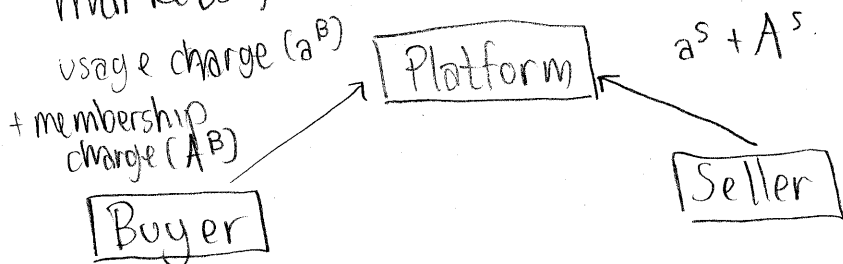 usage charge (a^B)
+ membership
charge (A^B)
Platform
a^S + A^S.
Buyer
Seller